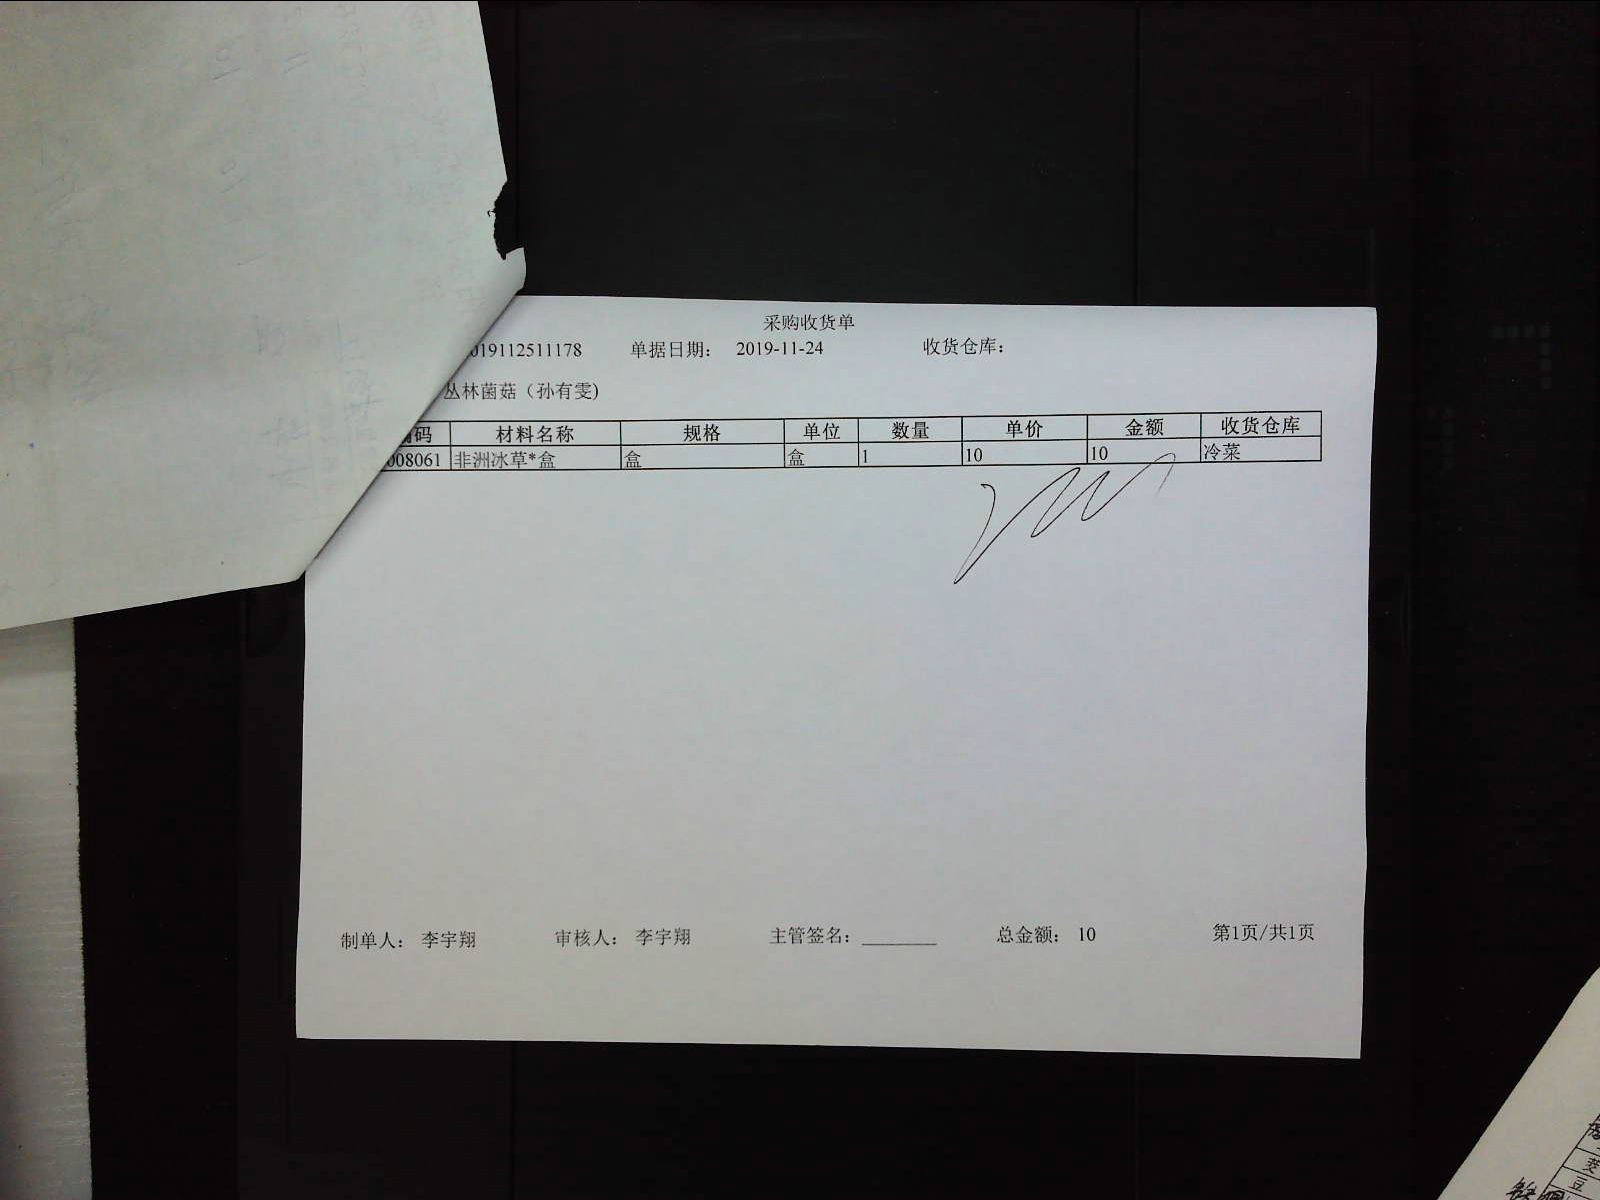 采购收货单
019112511178 单据日期： 2019-11-24 收货仓库：
丛林菌菇（孙有雯)
码 材料名称 规格 单位 数量 单价 金额 收货仓库
008061 非洲冰草*盒 盒 盒 1 10 10 冷菜
制单人： 李宇翔 审核人： 李宇翔 主管签名：________ 总金额： 10 第1页/共1页